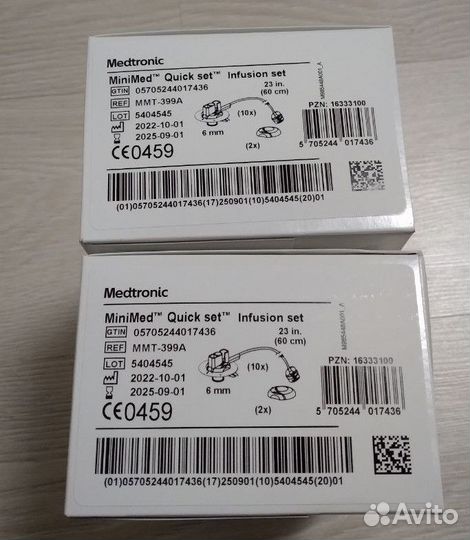 Medtronic
MiniMed™ Quick set™ Infusion set
GTIN 05705244017436 23 in.
REF MMT-399A (60 cm)
LOT 5404545 (10x)
2022-10-01
2025-09-01 6 mm
CE0459 (2x)
PZN: 16333100
5 705244 017436
(01)05705244017436(17)250901(10)5404545(20)01
Medtronic
MiniMed™ Quick set™ Infusion set
GTIN 05705244017436 23 in.
REF MMT-399A (60 cm)
LOT 5404545 (10x)
2022-10-01
2025-09-01 6 mm
CE0459 (2x)
PZN: 16333100
5 705244 017436
(01)05705244017436(17)250901(10)5404545(20)01
Avito